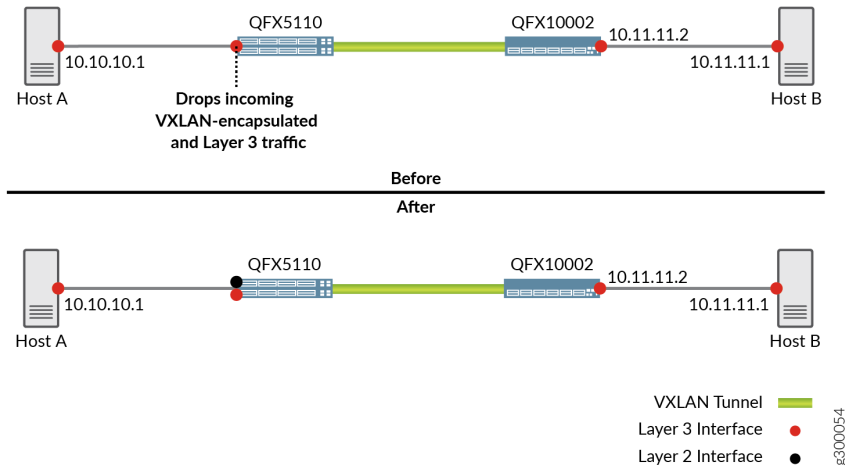 QFX5110
QFX10002
10.11.11.2
10.10.10.1
10.11.11.1
Host A
Host B
Drops incoming
VXLAN-encapsulated
and Layer 3 traffic
Before
After
QFX5110
QFX10002
10.11.11.2
10.10.10.1
10.11.11.1
Host A
Host B
VXLAN Tunnel
Layer 3 Interface
Layer 2 Interface
g300054